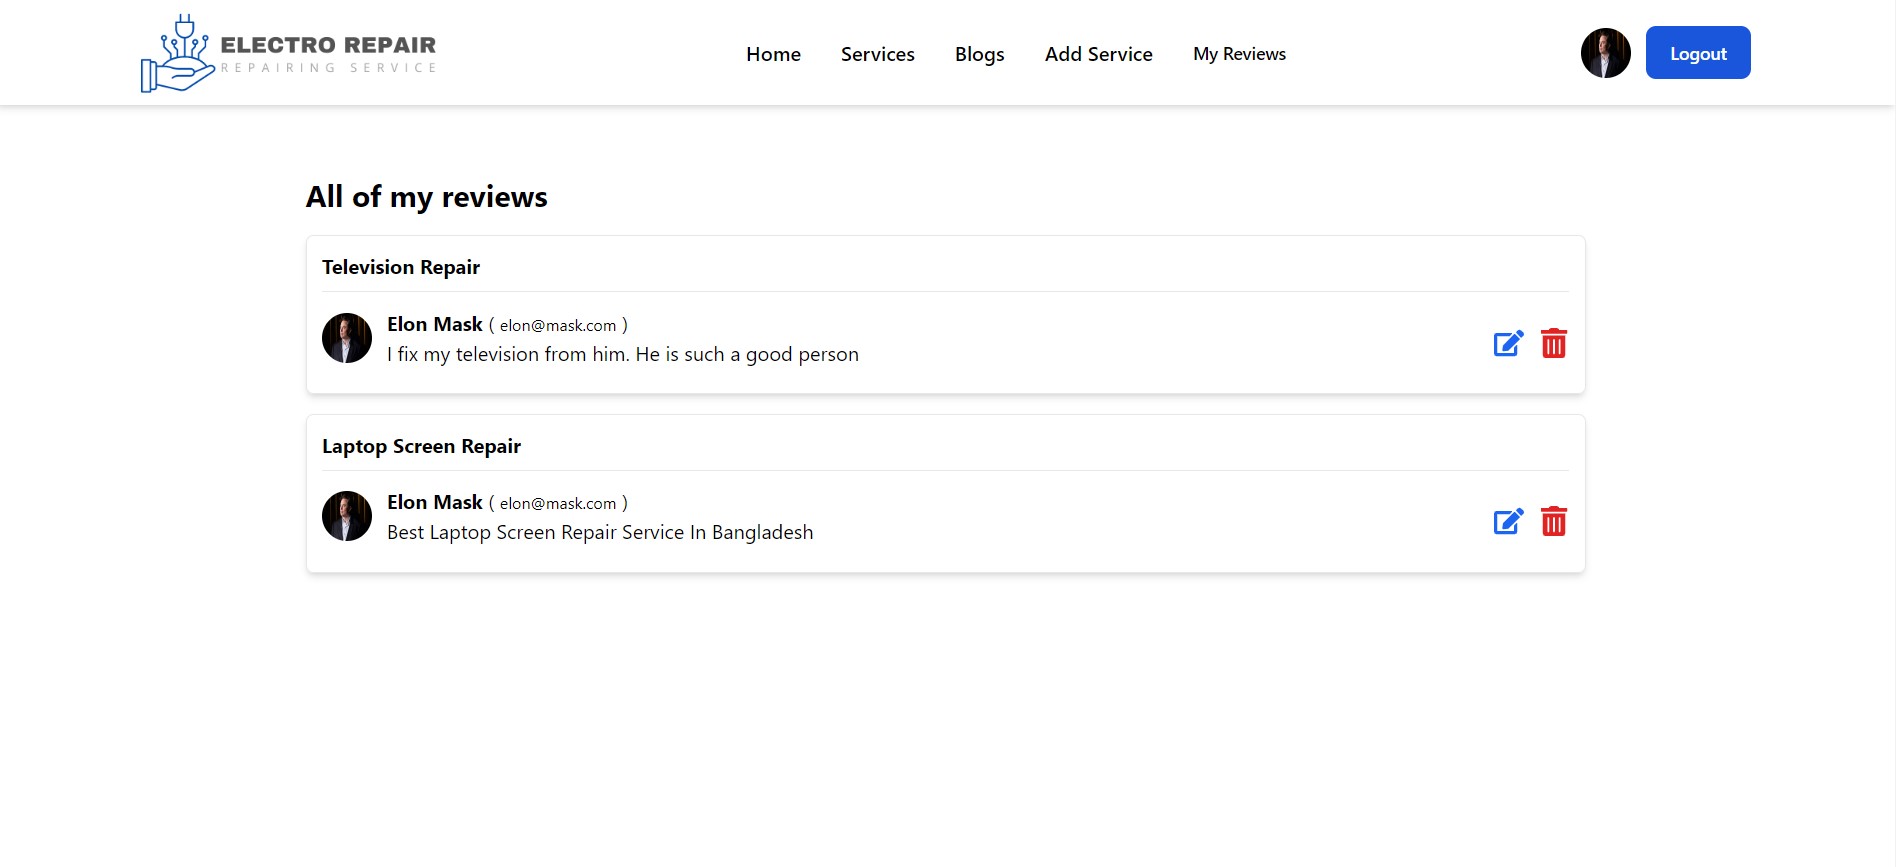 ELECTRO REPAIR
REPAIRING SERVICE
Home
Services
Blogs
Add Service
My Reviews
Logout
All of my reviews
Television Repair
Elon Mask ( elon@mask.com )
I fix my television from him. He is such a good person
Laptop Screen Repair
Elon Mask ( elon@mask.com )
Best Laptop Screen Repair Service In Bangladesh